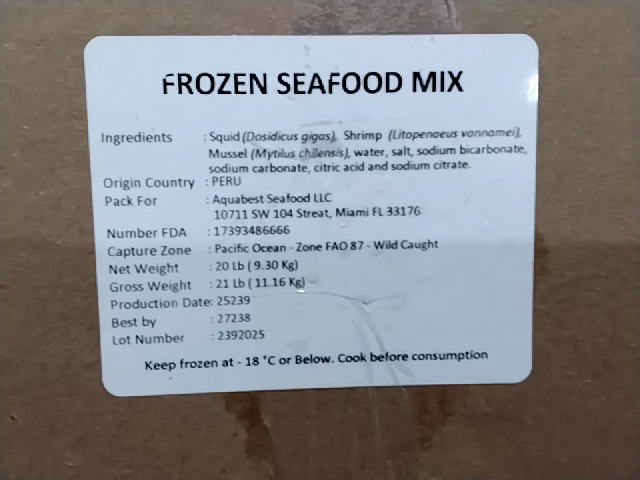 FROZEN SEAFOOD MIX
Ingredients : Squid (Dosidicus gigas), Shrimp (Litopenaeus vannamei),
Mussel (Mytilus chilensis), water, salt, sodium bicarbonate,
sodium carbonate, citric acid and sodium citrate.
Origin Country : PERU
Pack For : Aquabest Seafood LLC
10711 SW 104 Streat, Miami FL 33176
Number FDA : 17393486666
Capture Zone : Pacific Ocean - Zone FAO 87 - Wild Caught
Net Weight : 20 Lb ( 9.30 Kg)
Gross Weight : 21 Lb ( 11.16 Kg)
Production Date: 25239
Best by : 27238
Lot Number : 2392025
Keep frozen at - 18 °C or Below. Cook before consumption